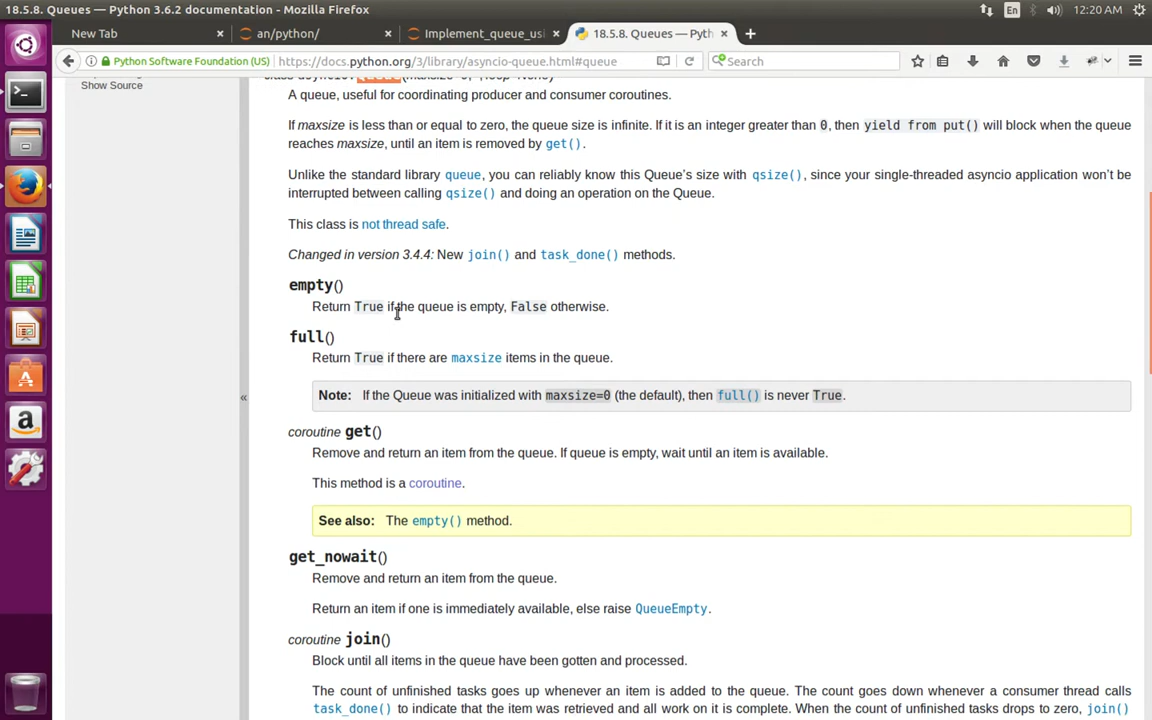 18.5.8. Queues — Python 3.6.2 documentation - Mozilla Firefox
En
12:20 AM
New Tab
an/python/
Implement_queue_usi
18.5.8. Queues — Pyth
Python Software Foundation (US)
https://docs.python.org/3/library/asyncio-queue.html#queue
Search
Show Source
A queue, useful for coordinating producer and consumer coroutines.
If maxsize is less than or equal to zero, the queue size is infinite. If it is an integer greater than 0, then yield from put() will block when the queue
reaches maxsize, until an item is removed by get().
Unlike the standard library queue, you can reliably know this Queue’s size with qsize(), since your single-threaded asyncio application won’t be
interrupted between calling qsize() and doing an operation on the Queue.
This class is not thread safe.
Changed in version 3.4.4: New join() and task_done() methods.
empty()
Return True if the queue is empty, False otherwise.
full()
Return True if there are maxsize items in the queue.
Note: If the Queue was initialized with maxsize=0 (the default), then full() is never True.
coroutine get()
Remove and return an item from the queue. If queue is empty, wait until an item is available.
This method is a coroutine.
See also: The empty() method.
get_nowait()
Remove and return an item from the queue.
Return an item if one is immediately available, else raise QueueEmpty.
coroutine join()
Block until all items in the queue have been gotten and processed.
The count of unfinished tasks goes up whenever an item is added to the queue. The count goes down whenever a consumer thread calls
task_done() to indicate that the item was retrieved and all work on it is complete. When the count of unfinished tasks drops to zero, join()